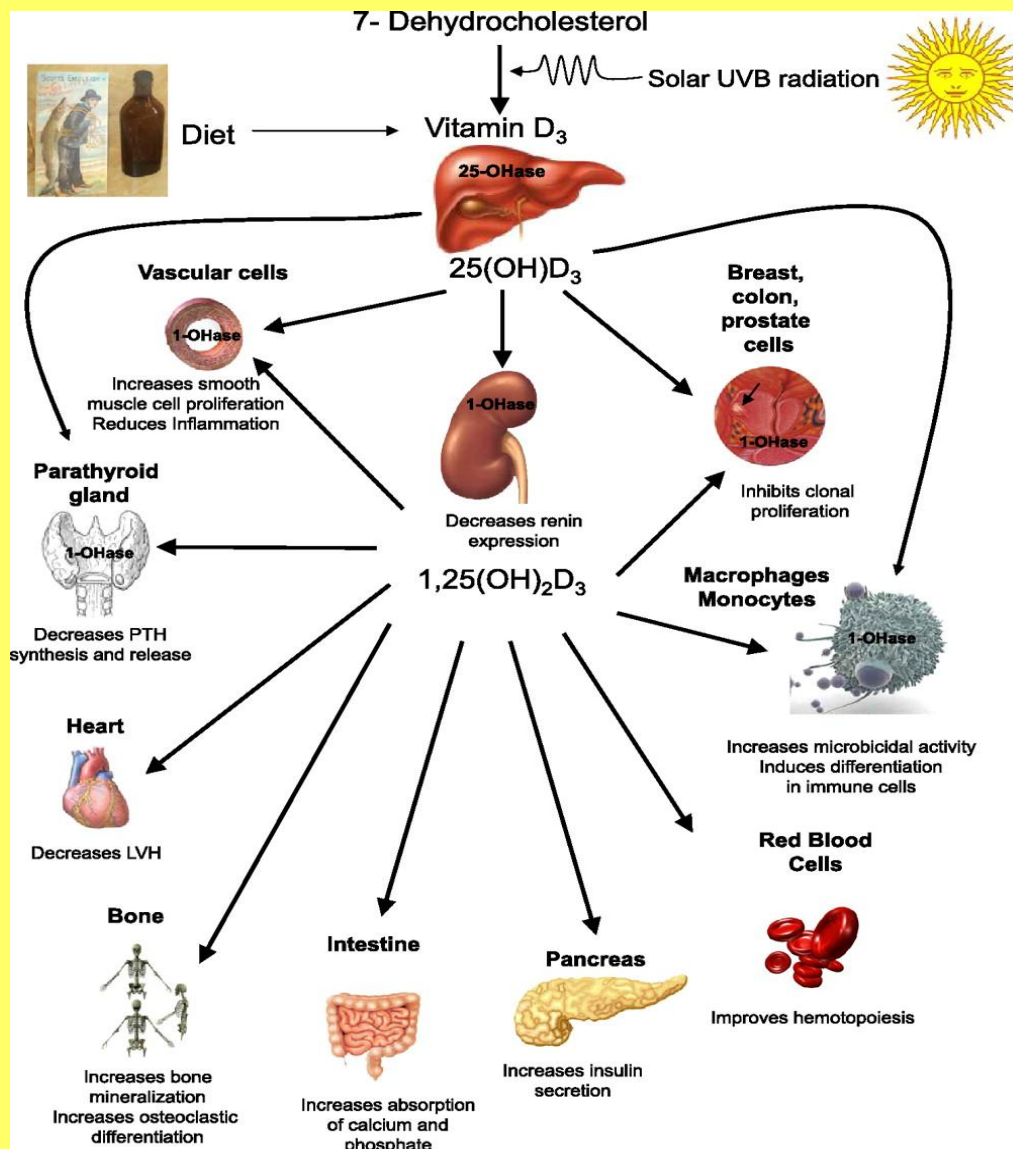 7- Dehydrocholesterol
Solar UVB radiation
SCOTT'S EMULSION
Diet
Vitamin D₃
25-OHase
25(OH)D₃
Vascular cells
1-OHase
Increases smooth
muscle cell proliferation
Reduces Inflammation
1-OHase
Decreases renin
expression
Breast,
colon,
prostate
cells
1-OHase
Inhibits clonal
proliferation
Parathyroid
gland
1-OHase
Decreases PTH
synthesis and release
1,25(OH)₂D₃
Macrophages
Monocytes
1-OHase
Increases microbicidal activity
Induces differentiation
in immune cells
Heart
Decreases LVH
Bone
Increases bone
mineralization
Increases osteoclastic
differentiation
Intestine
Increases absorption
of calcium and
phosphate
Pancreas
Increases insulin
secretion
Red Blood
Cells
Improves hemotopoiesis